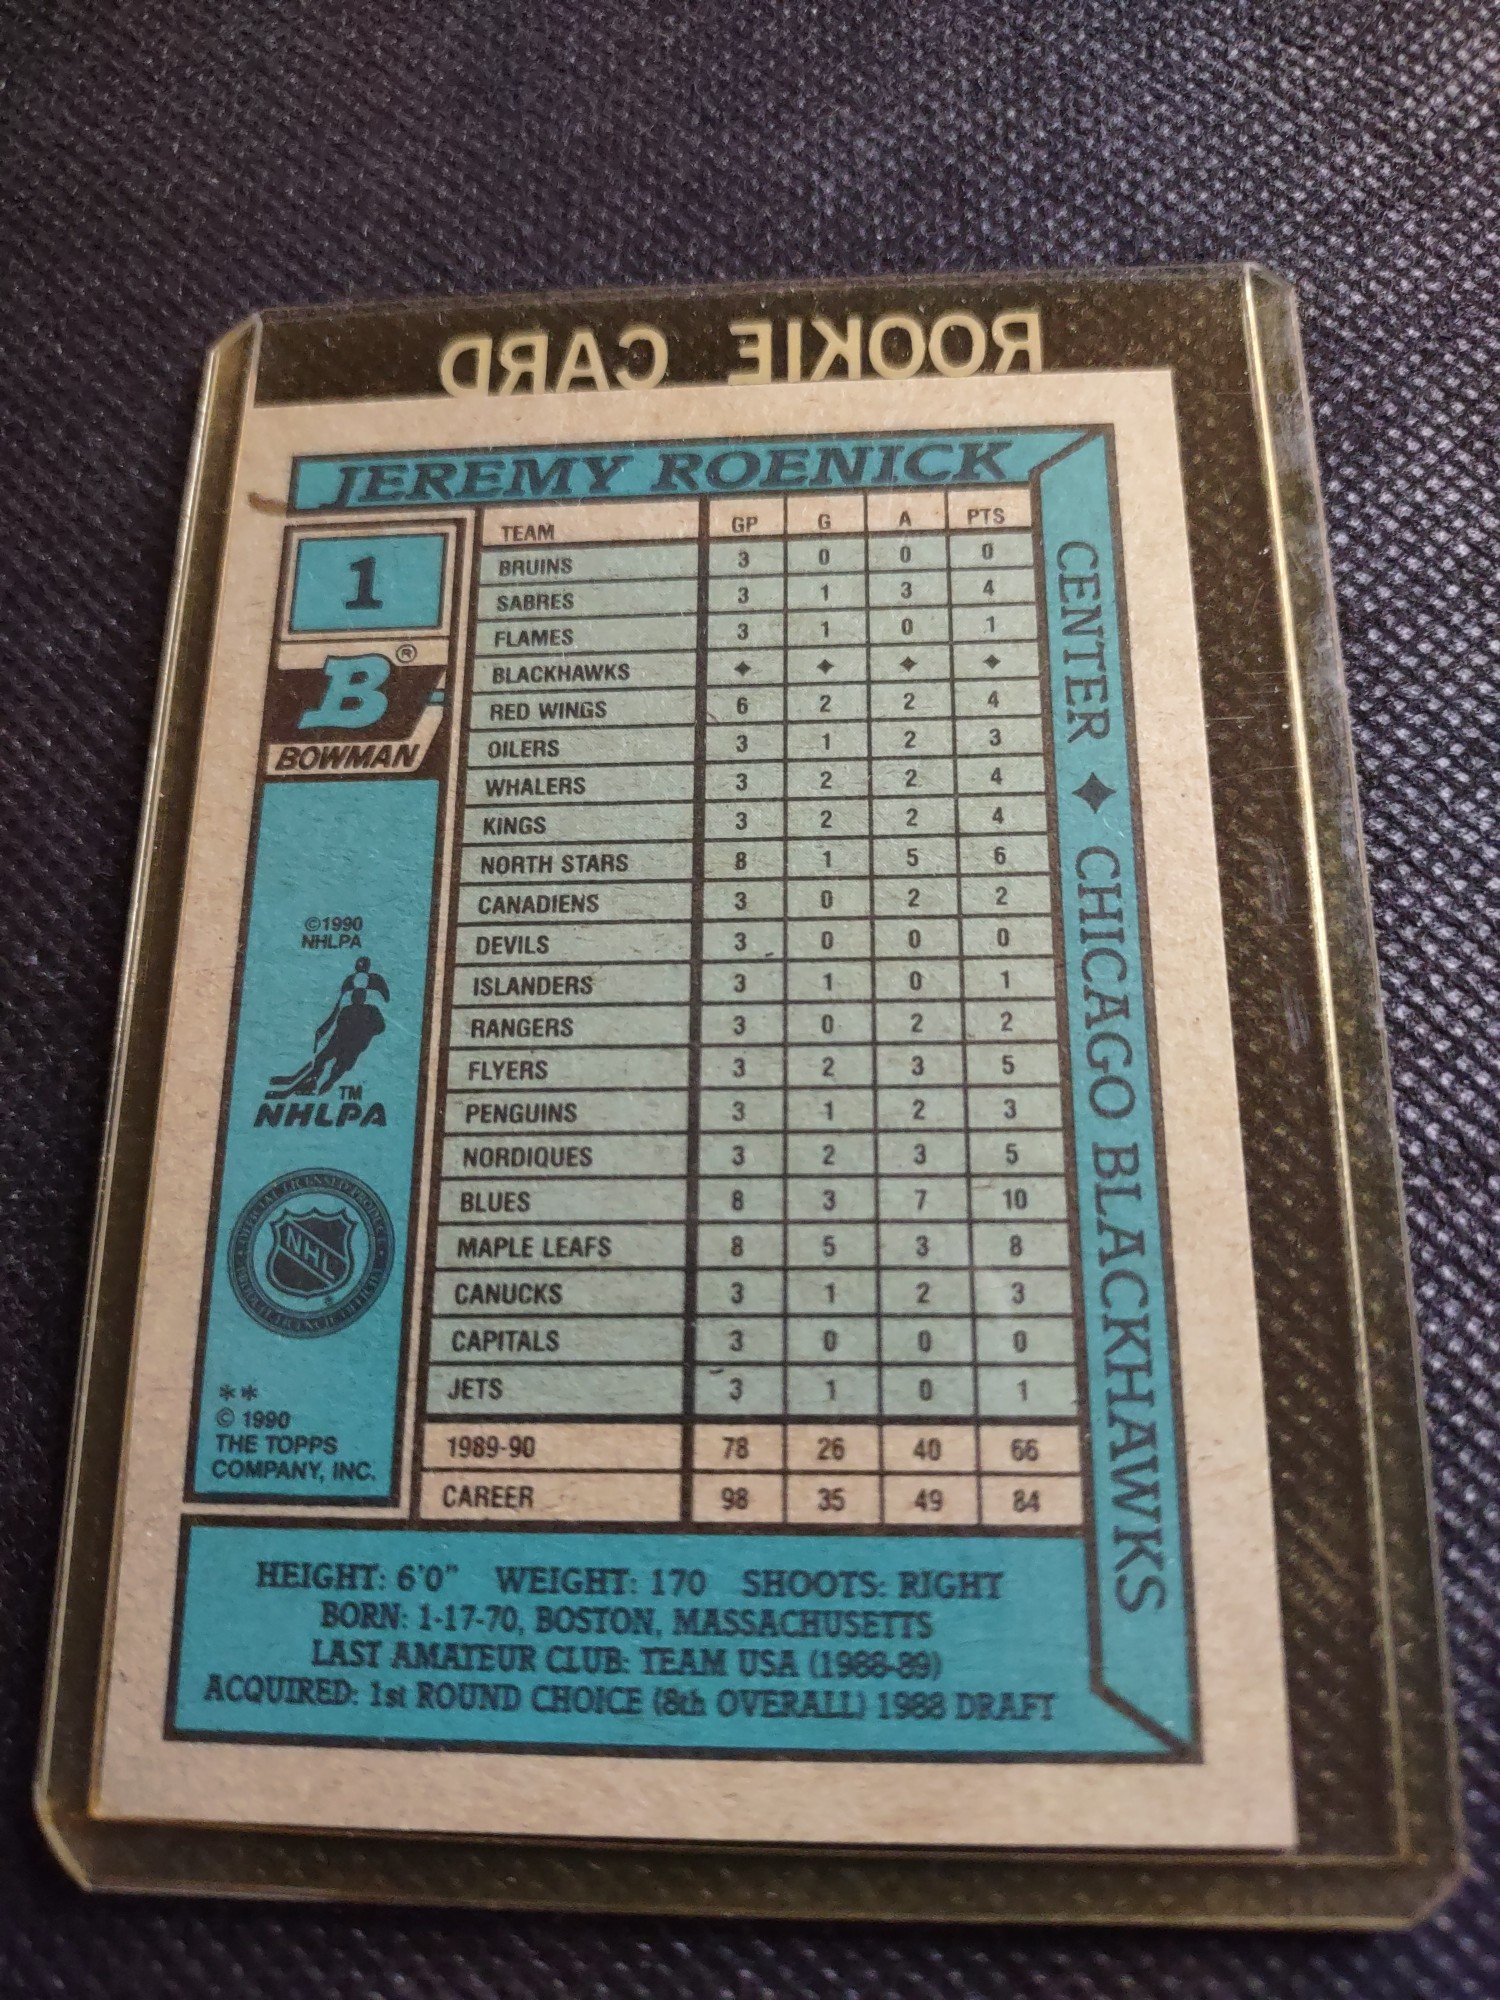 ROOKIE CARD
JEREMY ROENICK
1
B®
BOWMAN
TEAM GP G A PTS
BRUINS 3 0 0 0
SABRES 3 1 3 4
FLAMES 3 1 0 1
BLACKHAWKS ✦ ✦ ✦ ✦
RED WINGS 6 2 2 4
OILERS 3 1 2 3
WHALERS 3 2 2 4
KINGS 3 2 2 4
NORTH STARS 8 1 5 6
CANADIENS 3 0 2 2
DEVILS 3 0 0 0
ISLANDERS 3 1 0 1
RANGERS 3 0 2 2
FLYERS 3 2 3 5
PENGUINS 3 1 2 3
NORDIQUES 3 2 3 5
BLUES 8 3 7 10
MAPLE LEAFS 8 5 3 8
CANUCKS 3 1 2 3
CAPITALS 3 0 0 0
JETS 3 1 0 1
1989-90 78 26 40 66
CAREER 98 35 49 84
CENTER ✦ CHICAGO BLACKHAWKS
©1990
NHLPA
TM
NHLPA
NHL
**
© 1990
THE TOPPS
COMPANY, INC.
HEIGHT: 6'0" WEIGHT: 170 SHOOTS: RIGHT
BORN: 1-17-70, BOSTON, MASSACHUSETTS
LAST AMATEUR CLUB: TEAM USA (1988-89)
ACQUIRED: 1st ROUND CHOICE (8th OVERALL) 1988 DRAFT